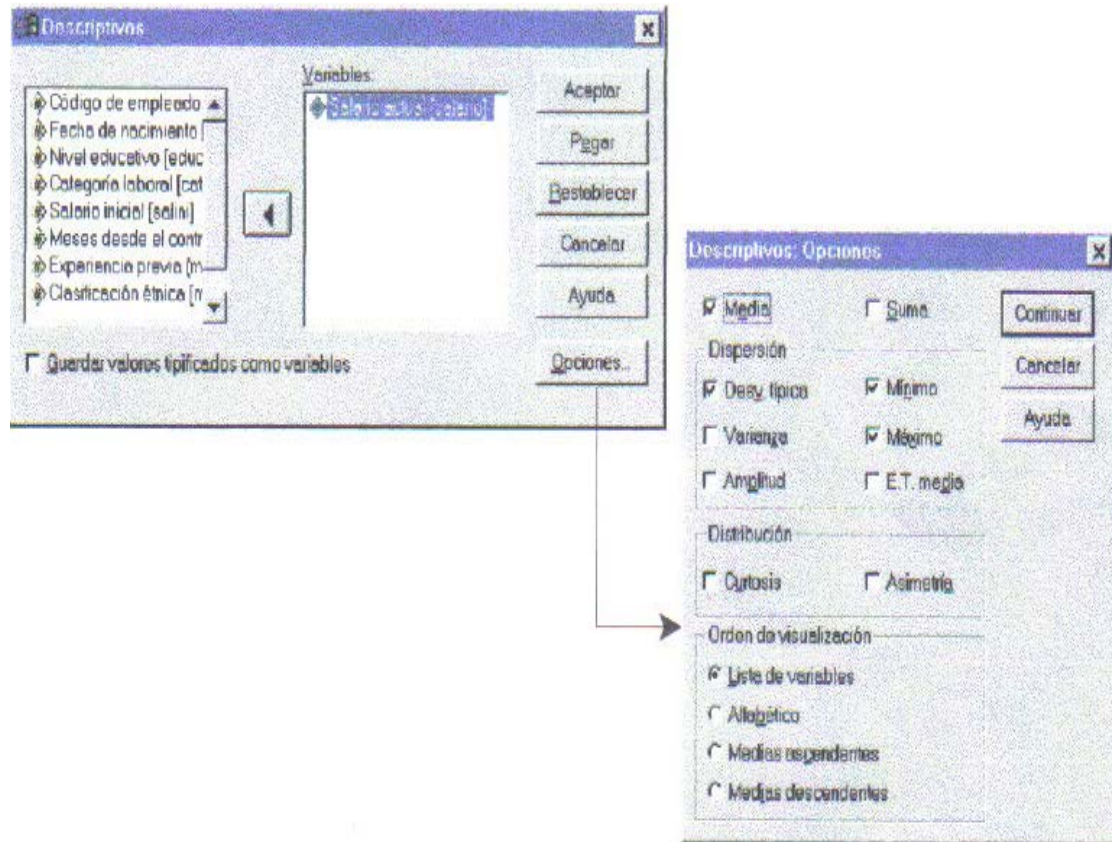 Descriptivos
Variables:
Código de empleado
Fecha de nacimiento [
Nivel educativo [educ
Categoría laboral [cat
Salario inicial [salini]
Meses desde el contr
Experiencia previa [m
Clasificación étnica [m
Salario actual [salario]
Aceptar
Pegar
Restablecer
Cancelar
Ayuda
Guardar valores tipificados como variables
Opciones...
Descriptivos: Opciones
Media
Suma
Continuar
Cancelar
Ayuda
Dispersión
Desv. típica
Mínimo
Varianza
Máximo
Amplitud
E.T. media
Distribución
Curtosis
Asimetría
Orden de visualización
Lista de variables
Alfabético
Medias ascendentes
Medias descendentes